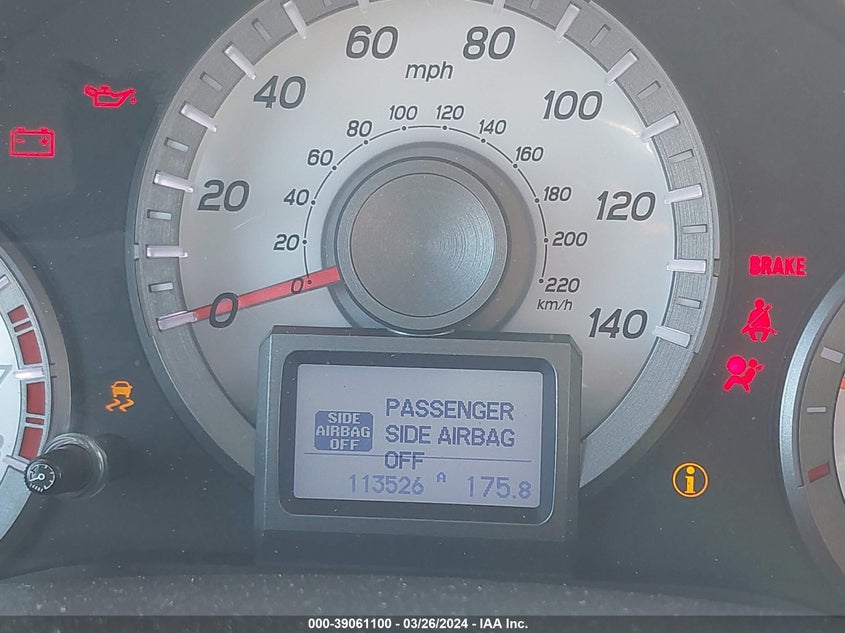 60
80
mph
40
100
100
120
80
140
60
160
20
40
180
120
20
200
BRAKE
0
0
220
km/h
140
SIDE
AIRBAG
OFF
PASSENGER
SIDE AIRBAG
OFF
113526 A 175.8
000-39061100 - 03/26/2024 - IAA Inc.